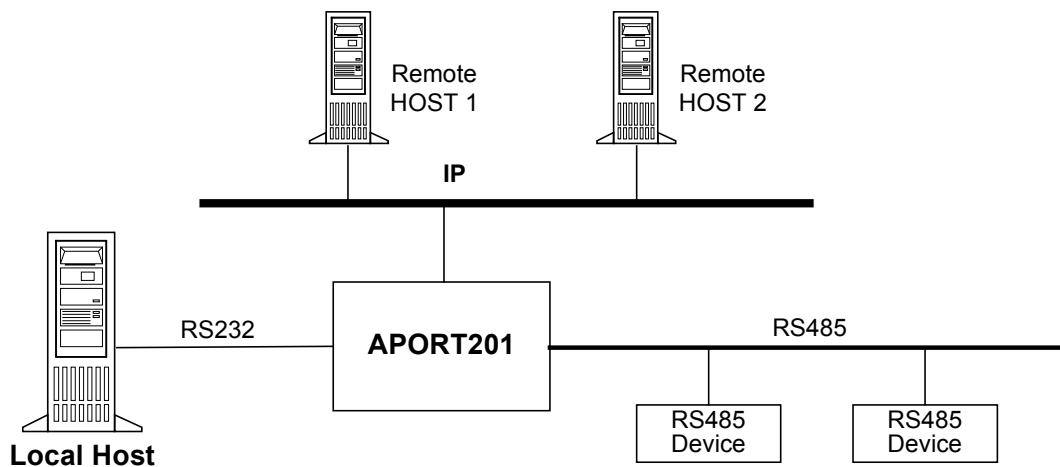 Remote
HOST 1
Remote
HOST 2
IP
RS232
APORT201
RS485
RS485
Device
RS485
Device
Local Host